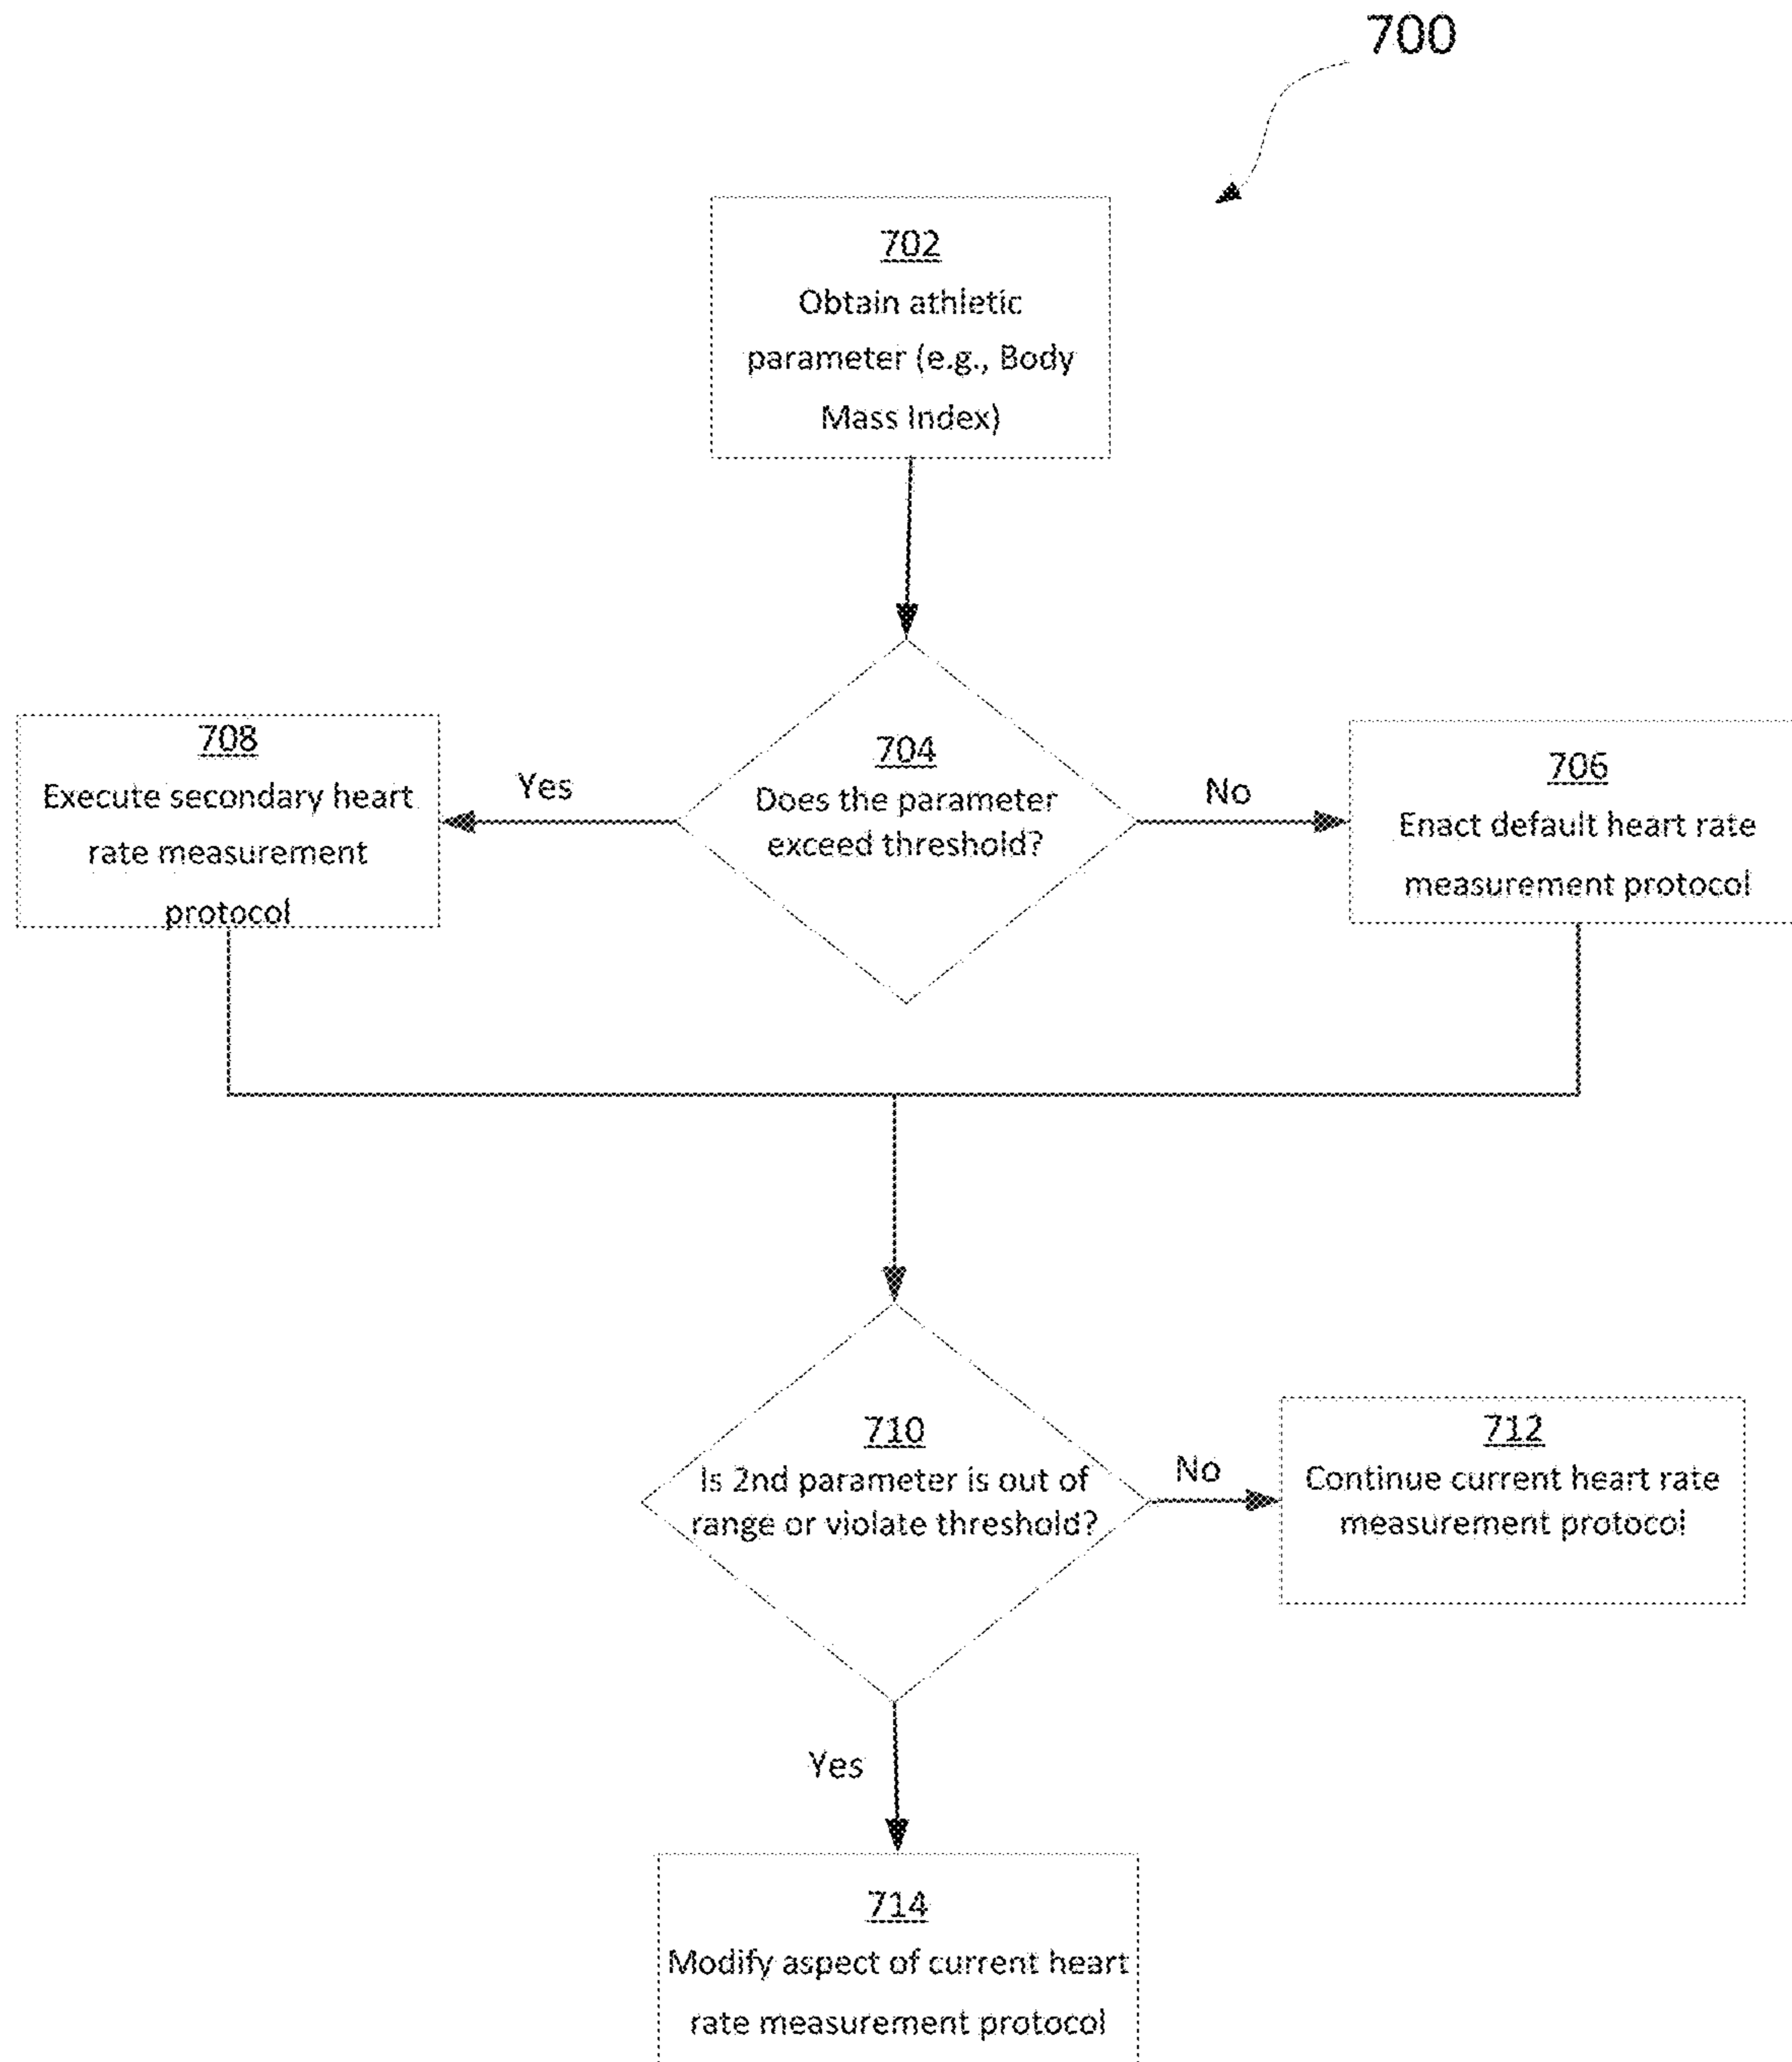 700
702
Obtain athletic
parameter (e.g., Body
Mass Index)
704
Does the parameter
exceed threshold?
Yes
No
708
Execute secondary heart
rate measurement
protocol
706
Enact default heart rate
measurement protocol
710
Is 2nd parameter is out of
range or violate threshold?
No
712
Continue current heart rate
measurement protocol
Yes
714
Modify aspect of current heart
rate measurement protocol